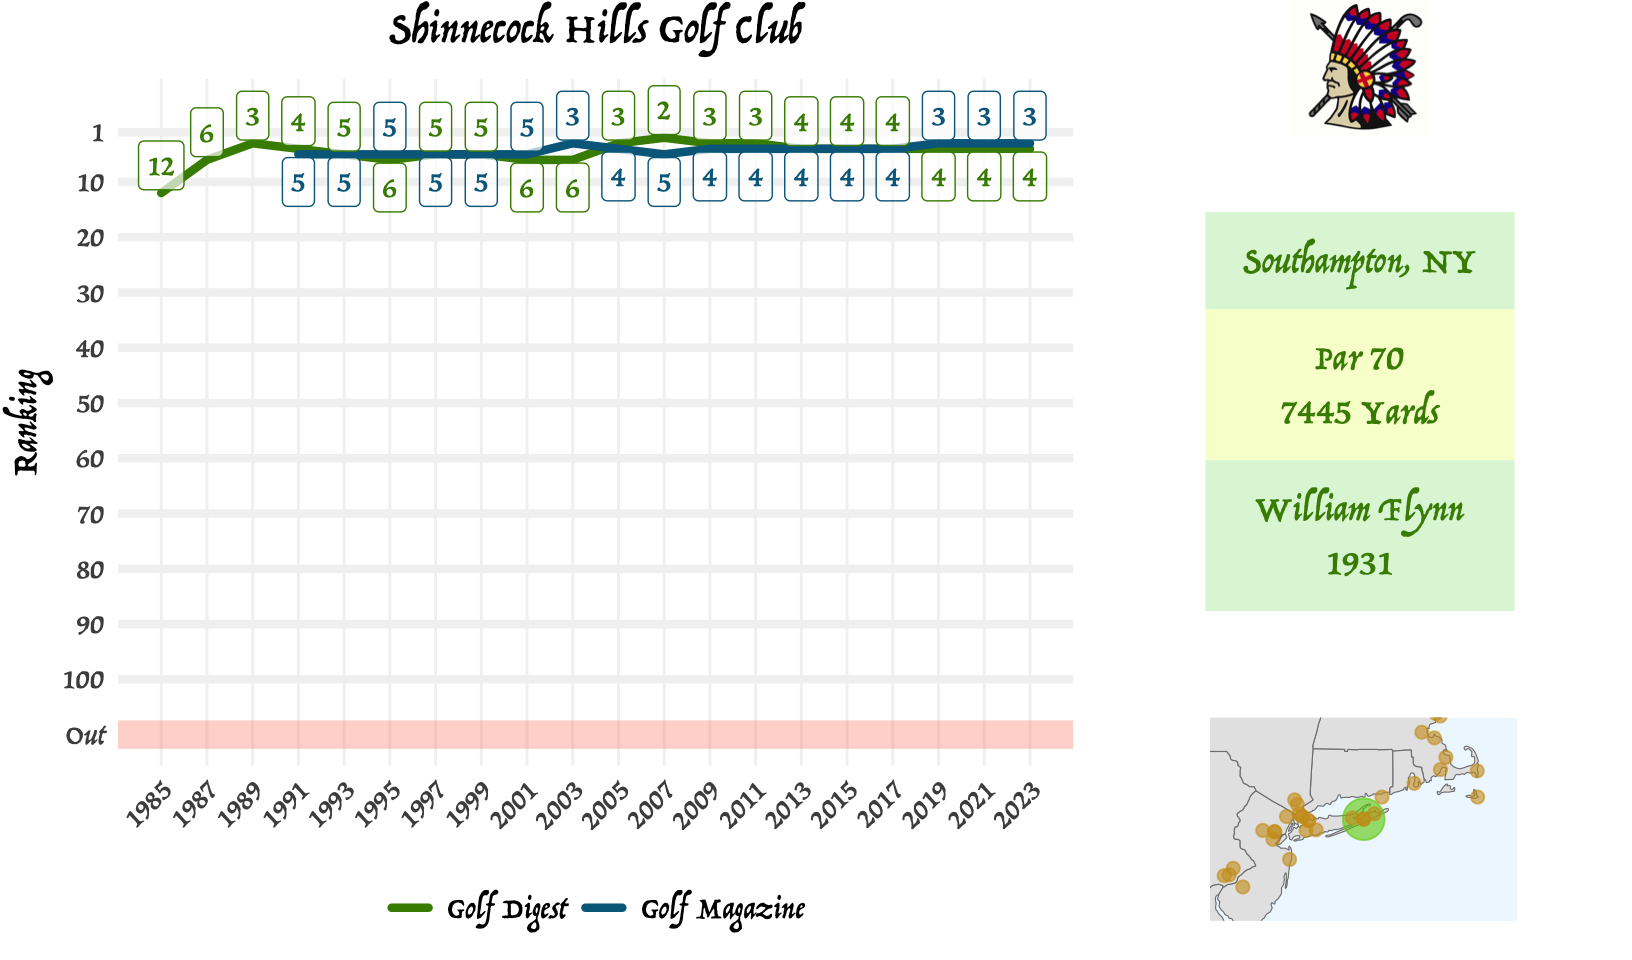 Shinnecock Hills Golf Club
3 4 5 5 5 5 5 3 3 2 3 3 4 4 4 3 3 3
6
12
5 5 6 5 5 6 6 4 5 4 4 4 4 4 4 4 4
1
10
20
30
40
50
60
70
80
90
100
Out
Ranking
1985 1987 1989 1991 1993 1995 1997 1999 2001 2003 2005 2007 2009 2011 2013 2015 2017 2019 2021 2023
Golf Digest Golf Magazine
Southampton, NY
Par 70
7445 Yards
William Flynn
1931